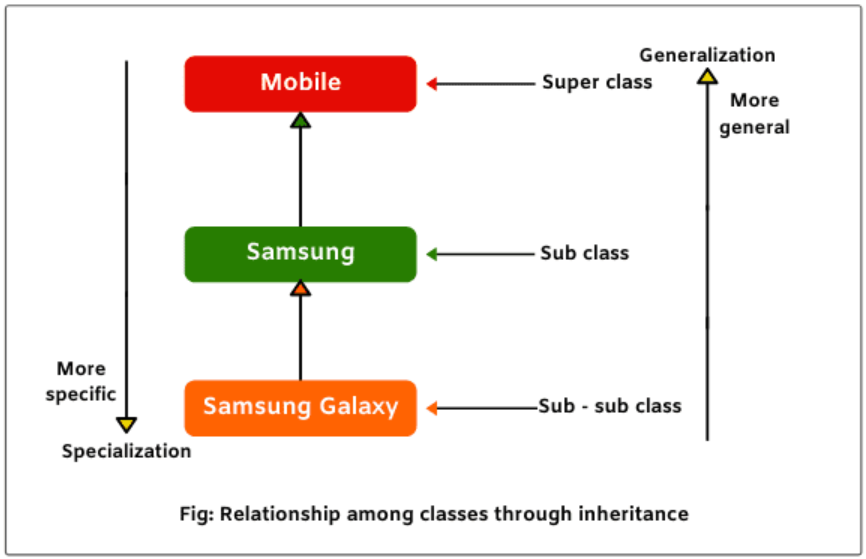 Generalization
Mobile
Super class
More
general
Samsung
Sub class
More
specific
Samsung Galaxy
Sub - sub class
Specialization
Fig: Relationship among classes through inheritance